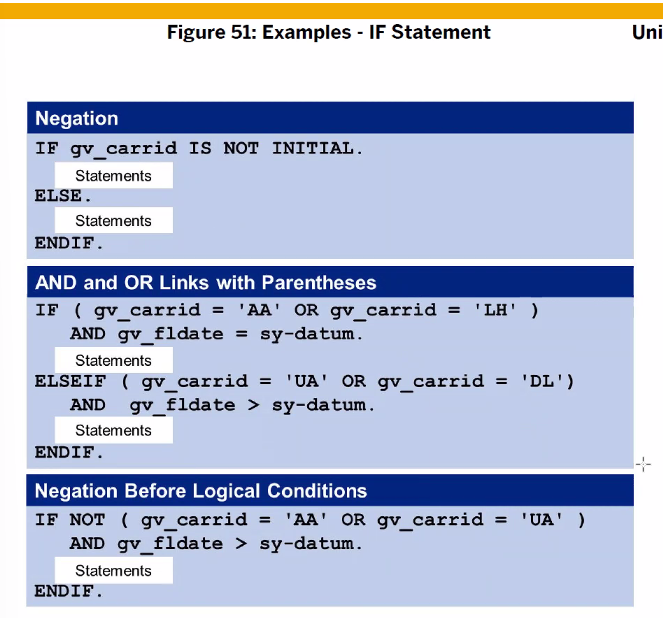 Figure 51: Examples - IF Statement
Uni
Negation
IF gv_carrid IS NOT INITIAL.
Statements
ELSE.
Statements
ENDIF.
AND and OR Links with Parentheses
IF ( gv_carrid = 'AA' OR gv_carrid = 'LH' )
AND gv_fldate = sy-datum.
Statements
ELSEIF ( gv_carrid = 'UA' OR gv_carrid = 'DL')
AND gv_fldate > sy-datum.
Statements
ENDIF.
Negation Before Logical Conditions
IF NOT ( gv_carrid = 'AA' OR gv_carrid = 'UA' )
AND gv_fldate > sy-datum.
Statements
ENDIF.